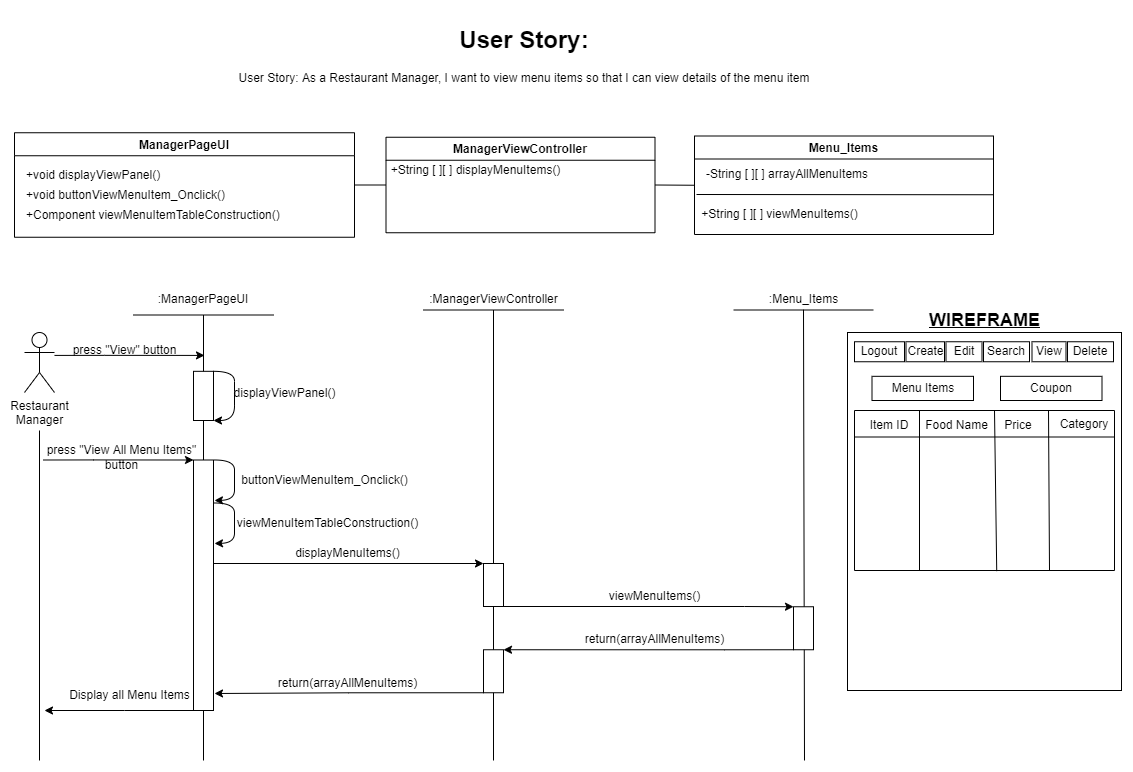 User Story:
User Story: As a Restaurant Manager, I want to view menu items so that I can view details of the menu item
ManagerPageUI
+void displayViewPanel()
+void buttonViewMenuItem_Onclick()
+Component viewMenuItemTableConstruction()
ManagerViewController
+String [ ][ ] displayMenuItems()
Menu_Items
-String [ ][ ] arrayAllMenuItems
+String [ ][ ] viewMenuItems()
:ManagerPageUI
:ManagerViewController
:Menu_Items
press "View" button
Restaurant
Manager
displayViewPanel()
press "View All Menu Items"
button
buttonViewMenuItem_Onclick()
viewMenuItemTableConstruction()
displayMenuItems()
viewMenuItems()
return(arrayAllMenuItems)
return(arrayAllMenuItems)
Display all Menu Items
WIREFRAME
Logout Create Edit Search View Delete
Menu Items Coupon
Item ID Food Name Price Category